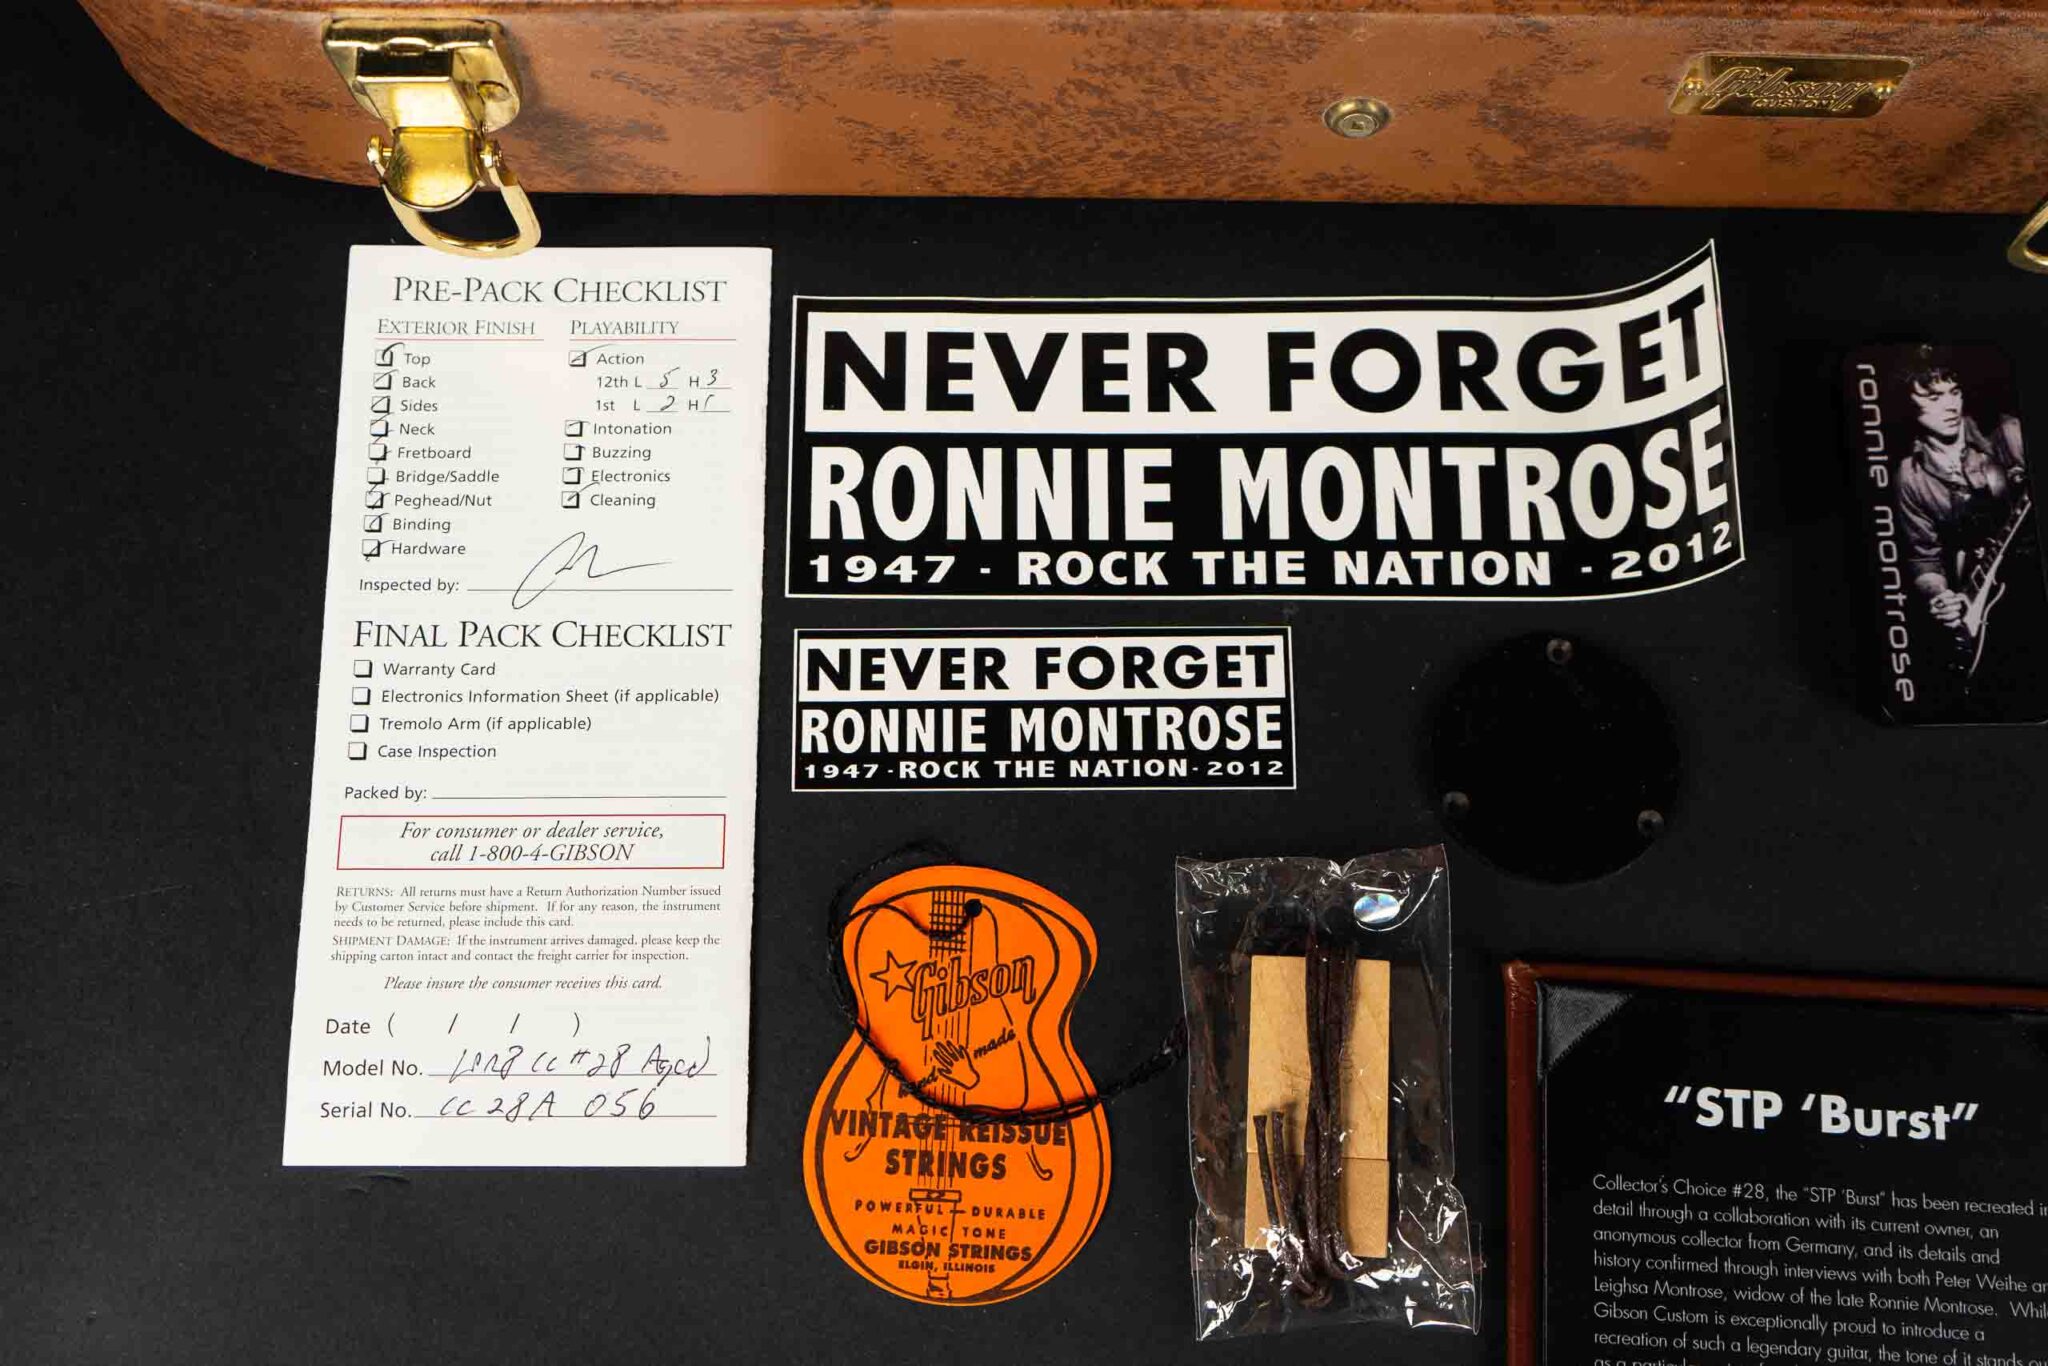 Gibson
CUSTOM
PRE-PACK CHECKLIST
EXTERIOR FINISH
Top
Back
Sides
Neck
Fretboard
Bridge/Saddle
Peghead/Nut
Binding
Hardware
PLAYABILITY
Action
12th L 5 H 3
1st L 2 H 1
Intonation
Buzzing
Electronics
Cleaning
Inspected by:
FINAL PACK CHECKLIST
Warranty Card
Electronics Information Sheet (if applicable)
Tremolo Arm (if applicable)
Case Inspection
Packed by:
For consumer or dealer service,
call 1-800-4-GIBSON
RETURNS: All returns must have a Return Authorization Number issued
by Customer Service before shipment. If for any reason, the instrument
needs to be returned, please include this card.
SHIPMENT DAMAGE: If the instrument arrives damaged, please keep the
shipping carton intact and contact the freight carrier for inspection.
Please insure the consumer receives this card.
Date ( / / )
Model No. LPR8 CC #28 Aged
Serial No. CC 28A 056
NEVER FORGET
RONNIE MONTROSE
1947 - ROCK THE NATION - 2012
NEVER FORGET
RONNIE MONTROSE
1947 - ROCK THE NATION - 2012
ronnie montrose
Gibson
made
VINTAGE REISSUE
STRINGS
POWERFUL — DURABLE
MAGIC TONE
GIBSON STRINGS
ELGIN, ILLINOIS
"STP 'Burst"
Collector's Choice #28, the "STP 'Burst" has been recreated in
detail through a collaboration with its current owner, an
anonymous collector from Germany, and its details and
history confirmed through interviews with both Peter Weihe
Leighsa Montrose, widow of the late Ronnie Montrose.
Gibson Custom is exceptionally proud to introduce a
recreation of such a legendary guitar, the tone of it stands